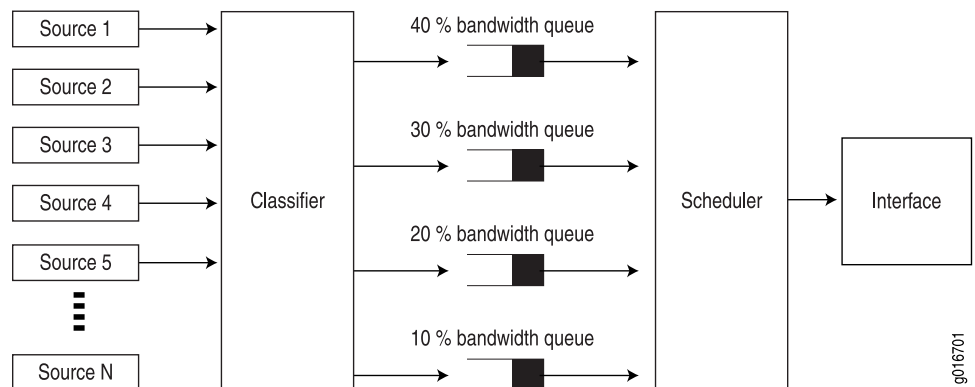 Source 1
Source 2
Source 3
Source 4
Source 5
Source N
Classifier
40 % bandwidth queue
30 % bandwidth queue
20 % bandwidth queue
10 % bandwidth queue
Scheduler
Interface
g016701